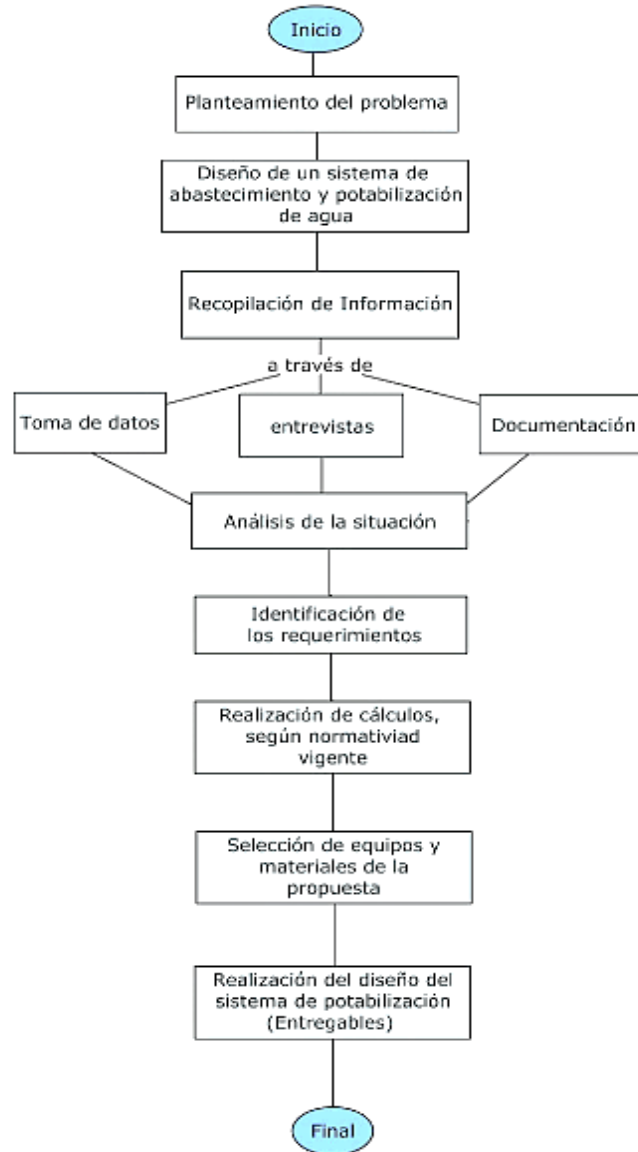 Inicio
Planteamiento del problema
Diseño de un sistema de
abastecimiento y potabilización
de agua
Recopilación de Información
a través de
Toma de datos
entrevistas
Documentación
Análisis de la situación
Identificación de
los requerimientos
Realización de cálculos,
según normativiad
vigente
Selección de equipos y
materiales de la
propuesta
Realización del diseño del
sistema de potabilización
(Entregables)
Final